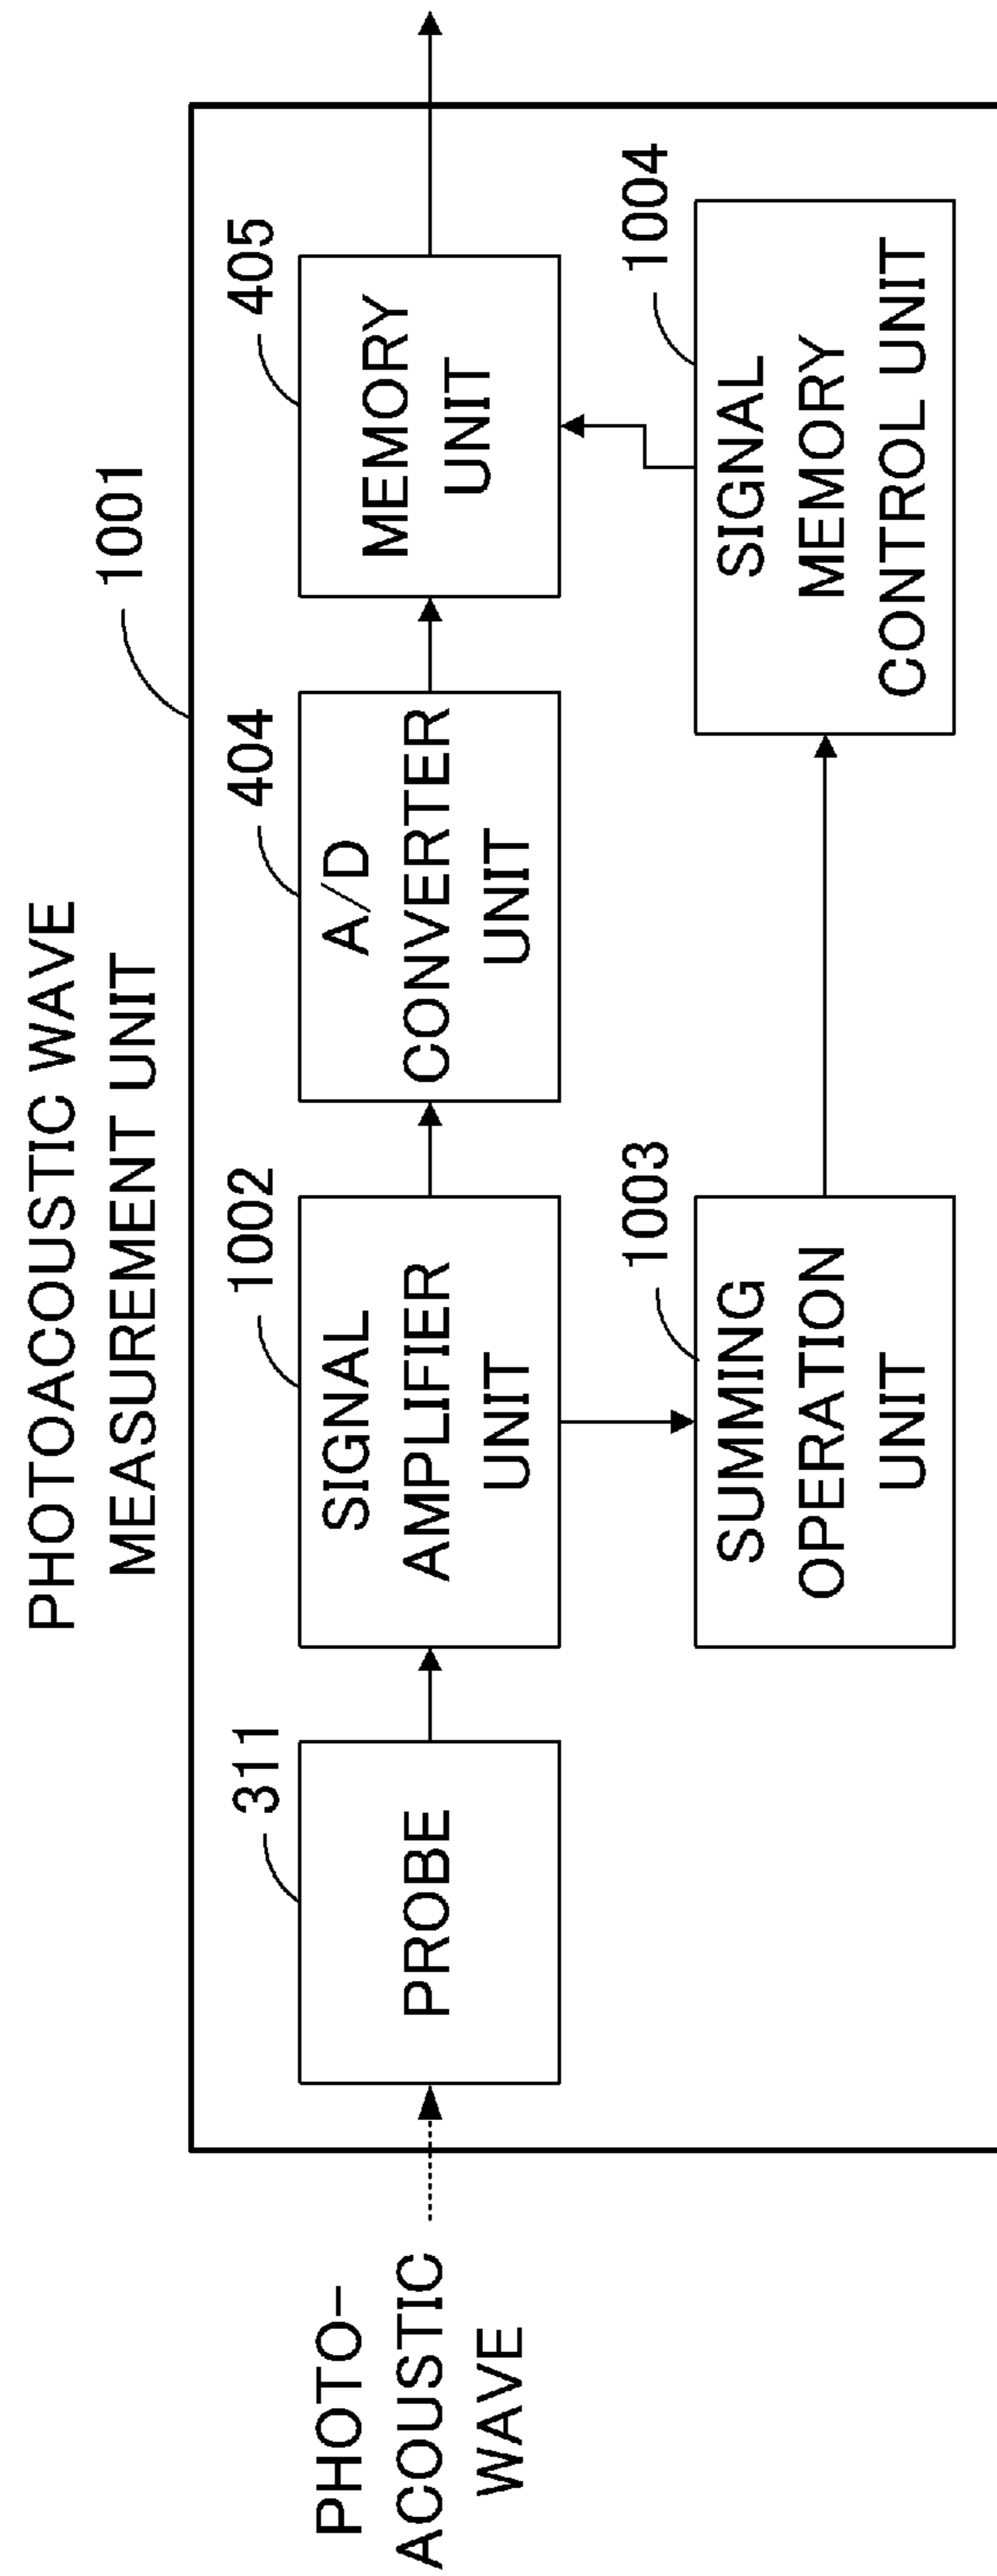 PHOTOACOUSTIC WAVE
MEASUREMENT UNIT
1001
PHOTO-
ACOUSTIC
WAVE
311
PROBE
1002
SIGNAL
AMPLIFIER
UNIT
404
A/D
CONVERTER
UNIT
405
MEMORY
UNIT
1003
SUMMING
OPERATION
UNIT
1004
SIGNAL
MEMORY
CONTROL UNIT